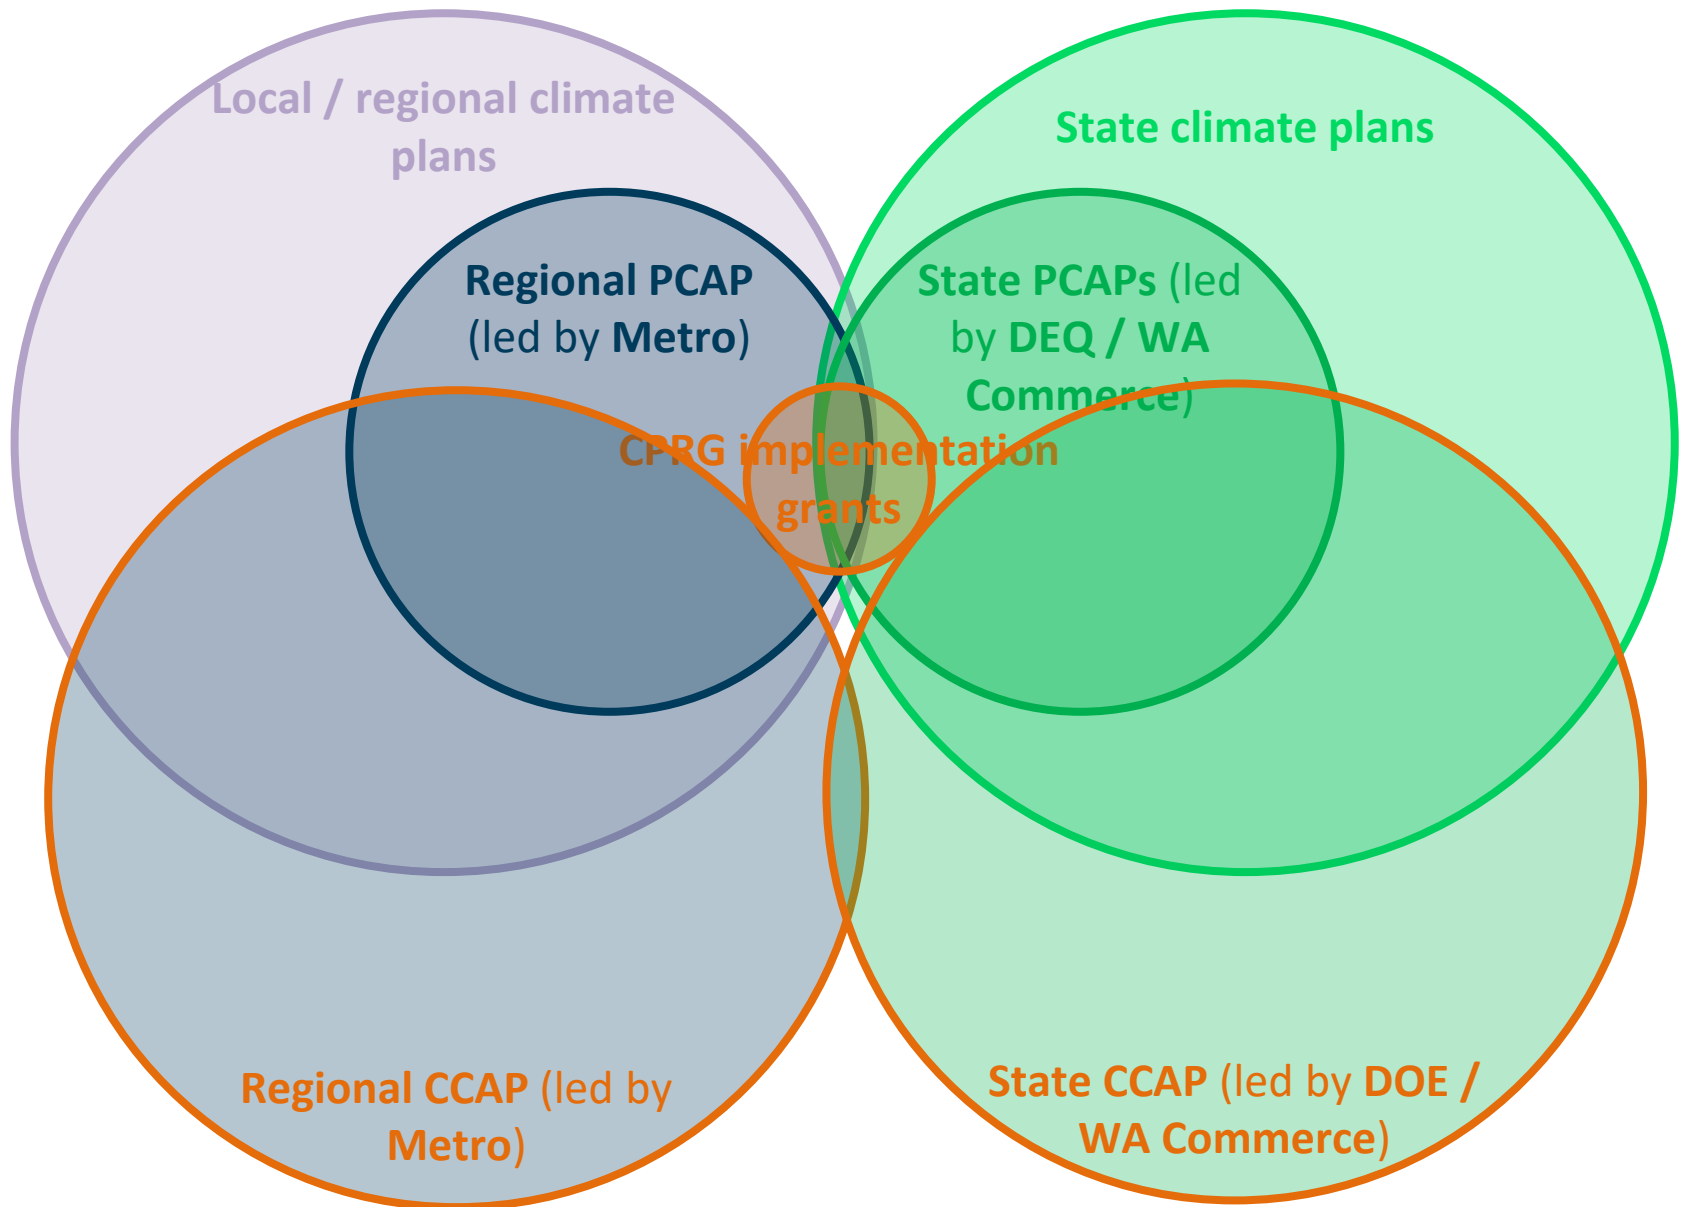 Local / regional climate
plans
State climate plans
Regional PCAP
(led by Metro)
State PCAPs (led
by DEQ / WA
Commerce)
CPRG implementation
grants
Regional CCAP (led by
Metro)
State CCAP (led by DOE /
WA Commerce)